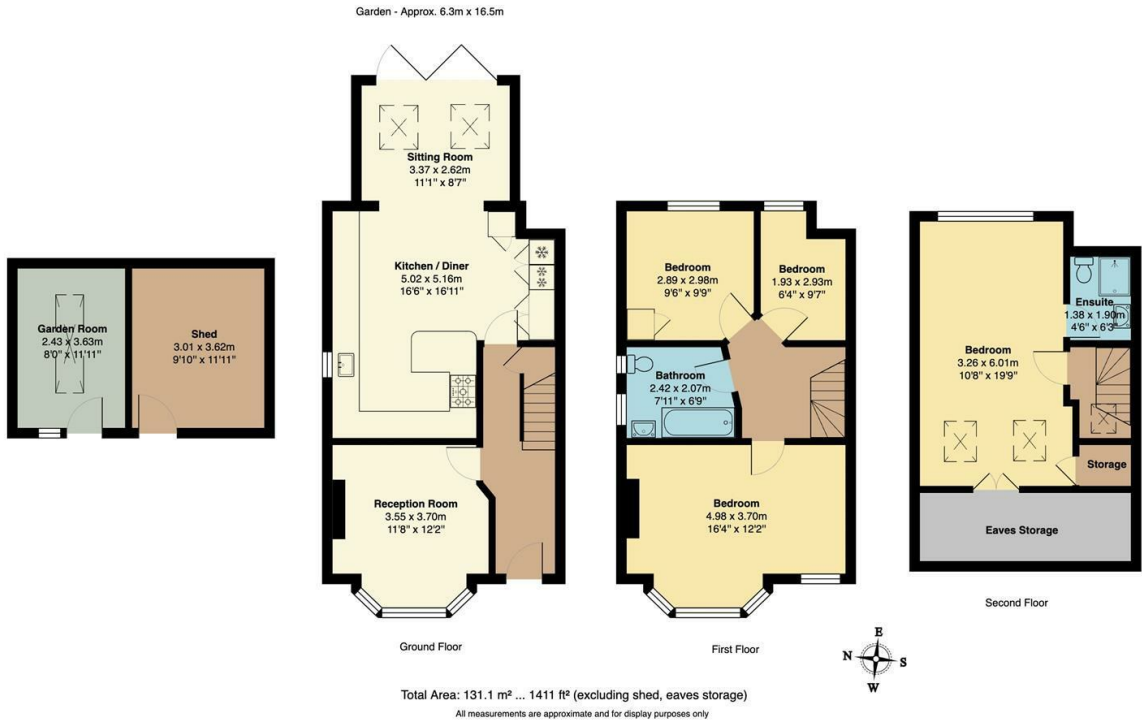 Garden - Approx. 6.3m x 16.5m
Sitting Room
3.37 x 2.62m
11'1" x 8'7"
Kitchen / Diner
5.02 x 5.16m
16'6" x 16'11"
Garden Room
2.43 x 3.63m
8'0" x 11'11"
Shed
3.01 x 3.62m
9'10" x 11'11"
Reception Room
3.55 x 3.70m
11'8" x 12'2"
Ground Floor
Bedroom
2.89 x 2.98m
9'6" x 9'9"
Bedroom
1.93 x 2.93m
6'4" x 9'7"
Bathroom
2.42 x 2.07m
7'11" x 6'9"
Bedroom
4.98 x 3.70m
16'4" x 12'2"
First Floor
Ensuite
1.38 x 1.90m
4'6" x 6'3"
Bedroom
3.26 x 6.01m
10'8" x 19'9"
Storage
Eaves Storage
Second Floor
E
N
S
W
Total Area: 131.1 m² ... 1411 ft² (excluding shed, eaves storage)
All measurements are approximate and for display purposes only